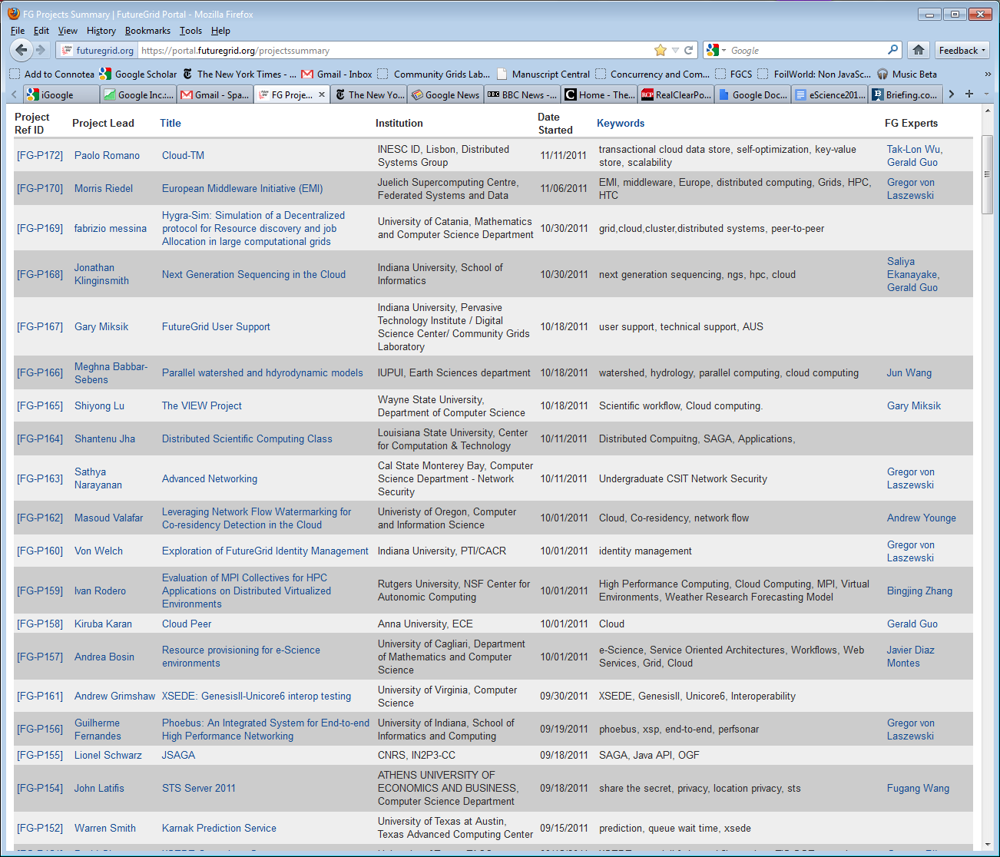 FG Projects Summary | FutureGrid Portal - Mozilla Firefox
File Edit View History Bookmarks Tools Help
futuregrid.org https://portal.futuregrid.org/projectssummary Google Feedback
Add to Connotea Google Scholar The New York Times - ... Gmail - Inbox Community Grids Lab... Manuscript Central Concurrency and Com... FGCS FoilWorld: Non JavaSc... Music Beta »
iGoogle Google Inc.:... Gmail - Spa... FG Proje... The New Yo... Google News BBC News -... Home - The... RealClearPo... Google Doc... eScience201... Briefing.co...
Project Ref ID Project Lead Title Institution Date Started Keywords FG Experts
[FG-P172] Paolo Romano Cloud-TM INESC ID, Lisbon, Distributed Systems Group 11/11/2011 transactional cloud data store, self-optimization, key-value store, scalability Tak-Lon Wu, Gerald Guo
[FG-P170] Morris Riedel European Middleware Initiative (EMI) Juelich Supercomputing Centre, Federated Systems and Data 11/06/2011 EMI, middleware, Europe, distributed computing, Grids, HPC, HTC Gregor von Laszewski
[FG-P169] fabrizio messina Hygra-Sim: Simulation of a Decentralized protocol for Resource discovery and job Allocation in large computational grids University of Catania, Mathematics and Computer Science Department 10/30/2011 grid,cloud,cluster,distributed systems, peer-to-peer
[FG-P168] Jonathan Klinginsmith Next Generation Sequencing in the Cloud Indiana University, School of Informatics 10/30/2011 next generation sequencing, ngs, hpc, cloud Saliya Ekanayake, Gerald Guo
[FG-P167] Gary Miksik FutureGrid User Support Indiana University, Pervasive Technology Institute / Digital Science Center/ Community Grids Laboratory 10/18/2011 user support, technical support, AUS
[FG-P166] Meghna Babbar-Sebens Parallel watershed and hdyrodynamic models IUPUI, Earth Sciences department 10/18/2011 watershed, hydrology, parallel computing, cloud computing Jun Wang
[FG-P165] Shiyong Lu The VIEW Project Wayne State University, Department of Computer Science 10/18/2011 Scientific workflow, Cloud computing. Gary Miksik
[FG-P164] Shantenu Jha Distributed Scientific Computing Class Louisiana State University, Center for Computation & Technology 10/11/2011 Distributed Compuitng, SAGA, Applications,
[FG-P163] Sathya Narayanan Advanced Networking Cal State Monterey Bay, Computer Science Department - Network Security 10/11/2011 Undergraduate CSIT Network Security Gregor von Laszewski
[FG-P162] Masoud Valafar Leveraging Network Flow Watermarking for Co-residency Detection in the Cloud Univeristy of Oregon, Computer and Information Science 10/01/2011 Cloud, Co-residency, network flow Andrew Younge
[FG-P160] Von Welch Exploration of FutureGrid Identity Management Indiana University, PTI/CACR 10/01/2011 identity management Gregor von Laszewski
[FG-P159] Ivan Rodero Evaluation of MPI Collectives for HPC Applications on Distributed Virtualized Environments Rutgers University, NSF Center for Autonomic Computing 10/01/2011 High Performance Computing, Cloud Computing, MPI, Virtual Environments, Weather Research Forecasting Model Bingjing Zhang
[FG-P158] Kiruba Karan Cloud Peer Anna University, ECE 10/01/2011 Cloud Gerald Guo
[FG-P157] Andrea Bosin Resource provisioning for e-Science environments University of Cagliari, Department of Mathematics and Computer Science 10/01/2011 e-Science, Service Oriented Architectures, Workflows, Web Services, Grid, Cloud Javier Diaz Montes
[FG-P161] Andrew Grimshaw XSEDE: GenesisII-Unicore6 interop testing University of Virginia, Computer Science 09/30/2011 XSEDE, GenesisII, Unicore6, Interoperability
[FG-P156] Guilherme Fernandes Phoebus: An Integrated System for End-to-end High Performance Networking University of Indiana, School of Informatics and Computing 09/19/2011 phoebus, xsp, end-to-end, perfsonar Gregor von Laszewski
[FG-P155] Lionel Schwarz JSAGA CNRS, IN2P3-CC 09/18/2011 SAGA, Java API, OGF
[FG-P154] John Latifis STS Server 2011 ATHENS UNIVERSITY OF ECONOMICS AND BUSINESS, Computer Science Department 09/18/2011 share the secret, privacy, location privacy, sts Fugang Wang
[FG-P152] Warren Smith Karnak Prediction Service University of Texas at Austin, Texas Advanced Computing Center 09/15/2011 prediction, queue wait time, xsede